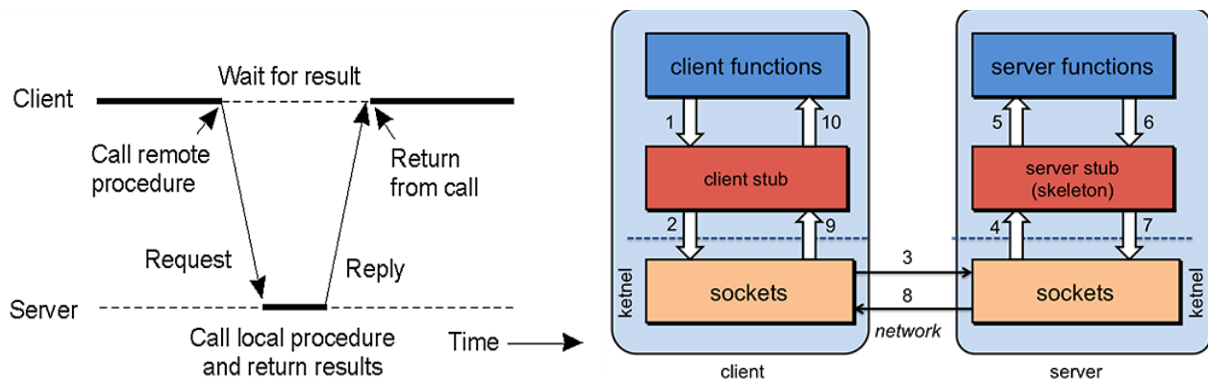 Wait for result
Client
Call remote
procedure
Return
from call
Request
Reply
Server
Call local procedure
and return results
Time
client functions
server functions
1
10
5
6
client stub
server stub
(skeleton)
2
9
4
7
3
sockets
sockets
8
ketnel
ketnel
network
client
server